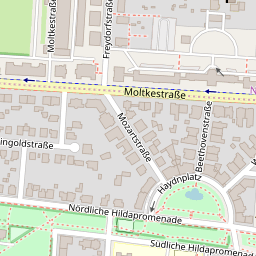 Moltkestraße
Freydorfstraße
Moltkestraße
Mozartstraße
Beethovenstraße
Haydnplatz
Nördliche Hildapromenade
Südliche Hildapromenade